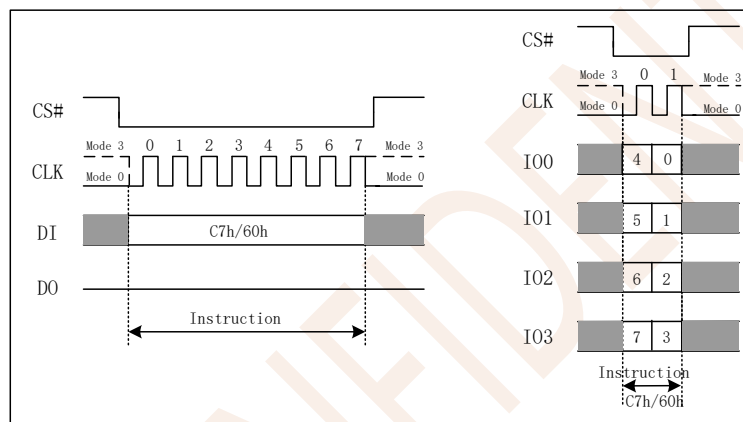 CS#
Mode 3 0 1 2 3 4 5 6 7 Mode 3
CLK
Mode 0 Mode 0
DI C7h/60h
DO
Instruction
CS#
Mode 3 0 1 Mode 3
CLK
Mode 0 Mode 0
IO0 4 0
IO1 5 1
IO2 6 2
IO3 7 3
Instruction
C7h/60h